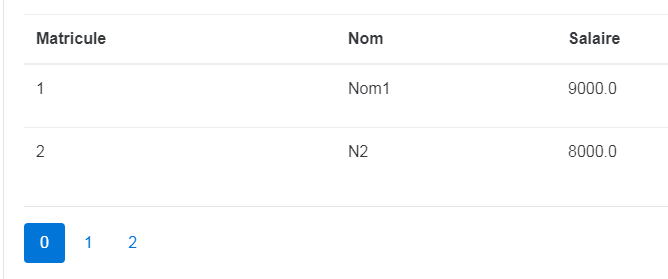 Matricule Nom Salaire
1 Nom1 9000.0
2 N2 8000.0
0 1 2